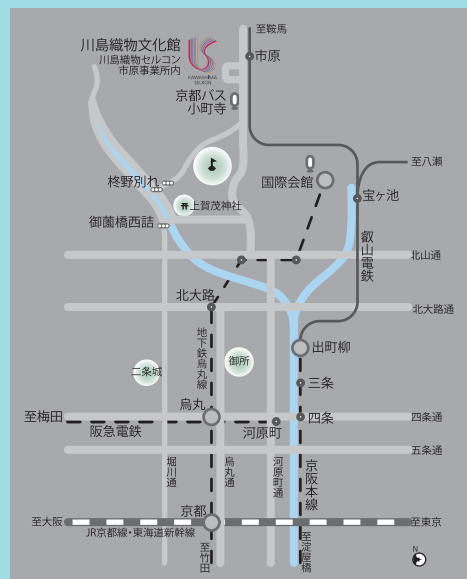 至鞍馬
川島織物文化館
川島織物セルコン
市原事業所内
KAWASHIMA
SELKON
市原
京都バス
小町寺
柊野別れ
国際会館
至八瀬
宝ヶ池
上賀茂神社
御薗橋西詰
叡山電鉄
北山通
北大路
北大路通
地下鉄烏丸線
出町柳
二条城
御所
三条
烏丸
至梅田
四条
四条通
阪急電鉄
河原町
五条通
堀川通
烏丸通
河原町通
京阪本線
京都
至大阪
至東京
JR京都線・東海道新幹線
至竹田
至淀屋橋
N